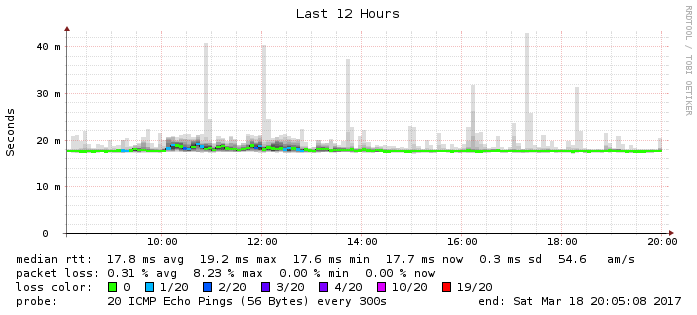 Last 12 Hours
RRDTOOL / TOBI OETIKER
Seconds
40 m
30 m
20 m
10 m
0
10:00 12:00 14:00 16:00 18:00 20:00
median rtt: 17.8 ms avg 19.2 ms max 17.6 ms min 17.7 ms now 0.3 ms sd 54.6 am/s
packet loss: 0.31 % avg 8.23 % max 0.00 % min 0.00 % now
loss color: 0 1/20 2/20 3/20 4/20 10/20 19/20
probe: 20 ICMP Echo Pings (56 Bytes) every 300s end: Sat Mar 18 20:05:08 2017